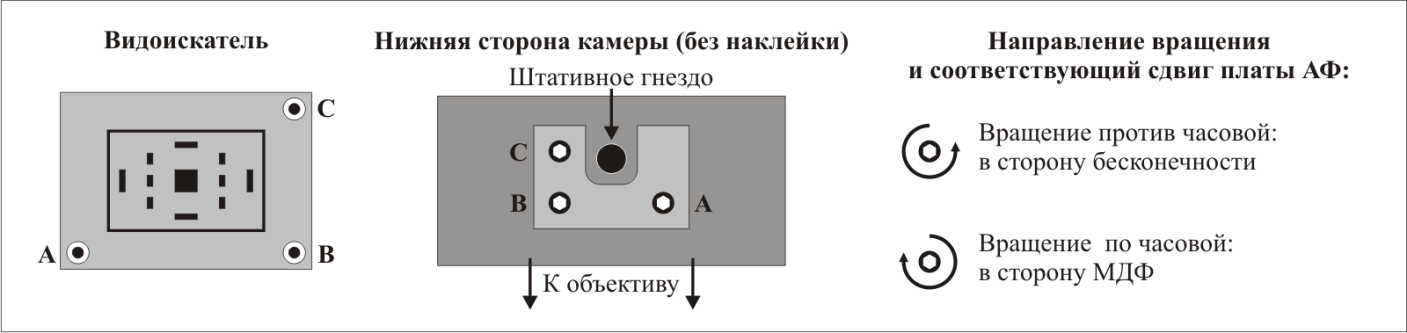 Видоискатель
C
A
B
Нижняя сторона камеры (без наклейки)
Штативное гнездо
C
B
A
К объективу
Направление вращения
и соответствующий сдвиг платы АФ:
Вращение против часовой:
в сторону бесконечности
Вращение по часовой:
в сторону МДФ